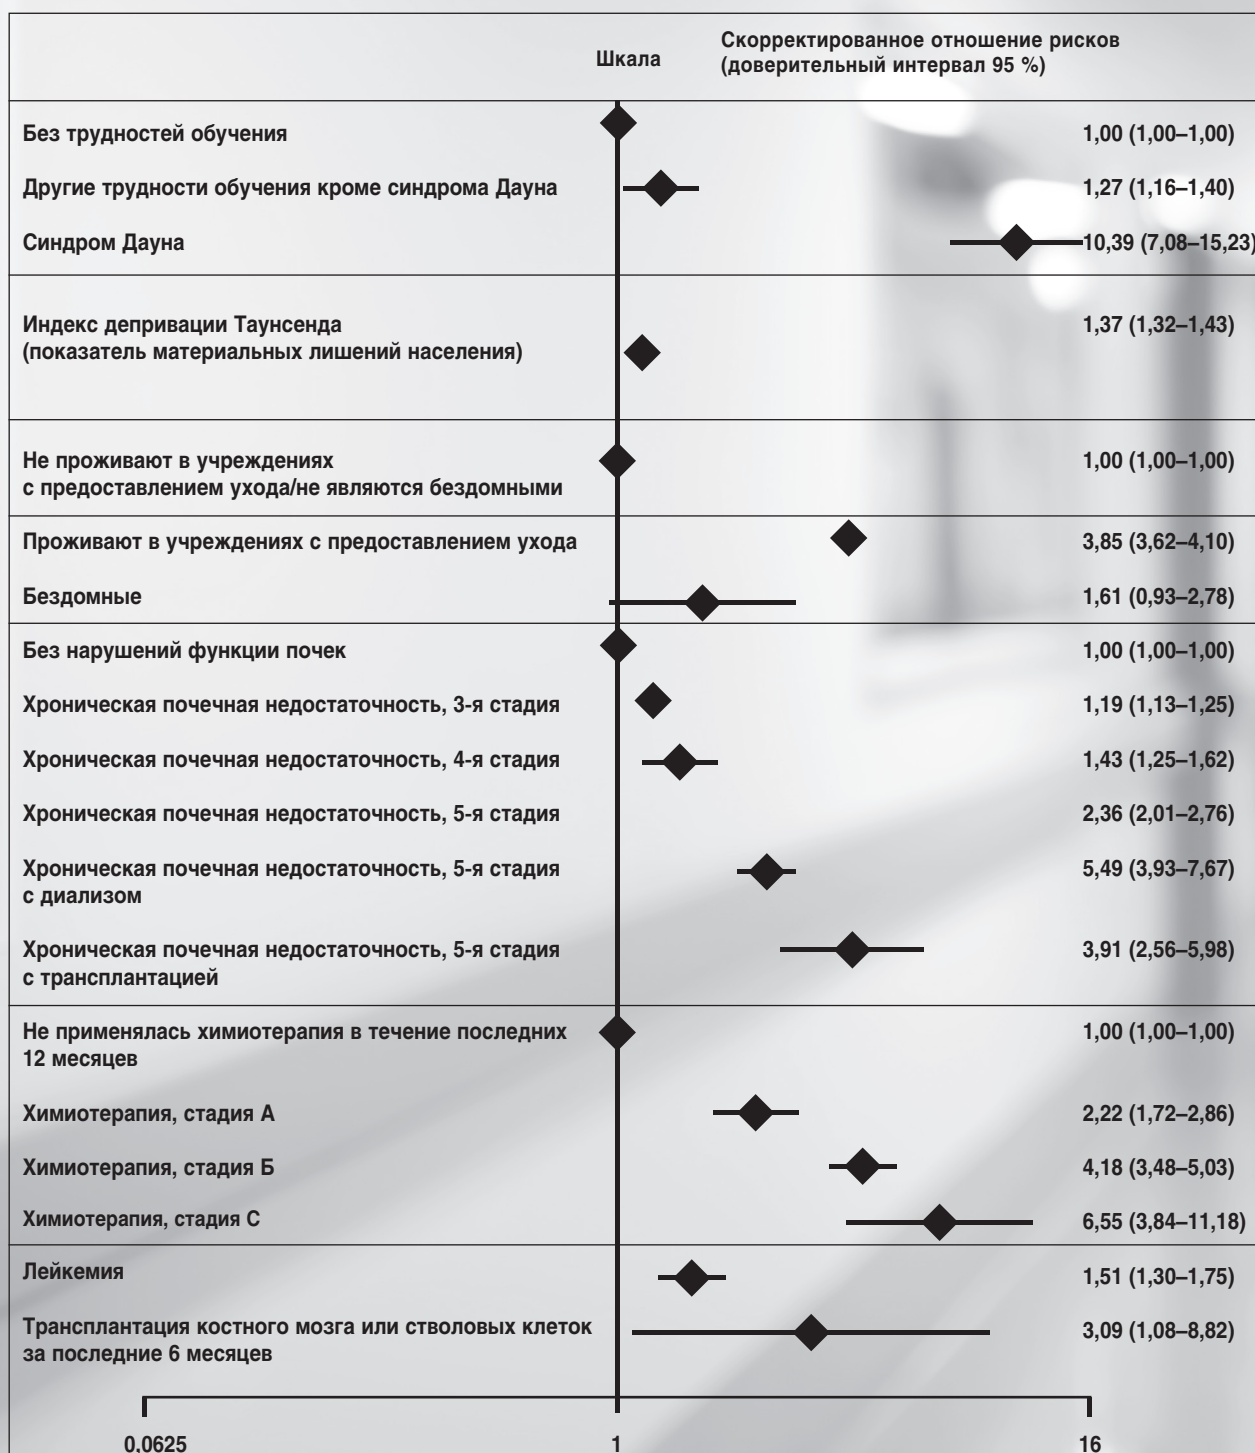 Шкала
Скорректированное отношение рисков
(доверительный интервал 95 %)
Без трудностей обучения 1,00 (1,00–1,00)
Другие трудности обучения кроме синдрома Дауна 1,27 (1,16–1,40)
Синдром Дауна 10,39 (7,08–15,23)
Индекс депривации Таунсенда 1,37 (1,32–1,43)
(показатель материальных лишений населения)
Не проживают в учреждениях 1,00 (1,00–1,00)
с предоставлением ухода/не являются бездомными
Проживают в учреждениях с предоставлением ухода 3,85 (3,62–4,10)
Бездомные 1,61 (0,93–2,78)
Без нарушений функции почек 1,00 (1,00–1,00)
Хроническая почечная недостаточность, 3-я стадия 1,19 (1,13–1,25)
Хроническая почечная недостаточность, 4-я стадия 1,43 (1,25–1,62)
Хроническая почечная недостаточность, 5-я стадия 2,36 (2,01–2,76)
Хроническая почечная недостаточность, 5-я стадия 5,49 (3,93–7,67)
с диализом
Хроническая почечная недостаточность, 5-я стадия 3,91 (2,56–5,98)
с трансплантацией
Не применялась химиотерапия в течение последних 1,00 (1,00–1,00)
12 месяцев
Химиотерапия, стадия А 2,22 (1,72–2,86)
Химиотерапия, стадия Б 4,18 (3,48–5,03)
Химиотерапия, стадия С 6,55 (3,84–11,18)
Лейкемия 1,51 (1,30–1,75)
Трансплантация костного мозга или стволовых клеток 3,09 (1,08–8,82)
за последние 6 месяцев
0,0625 1 16